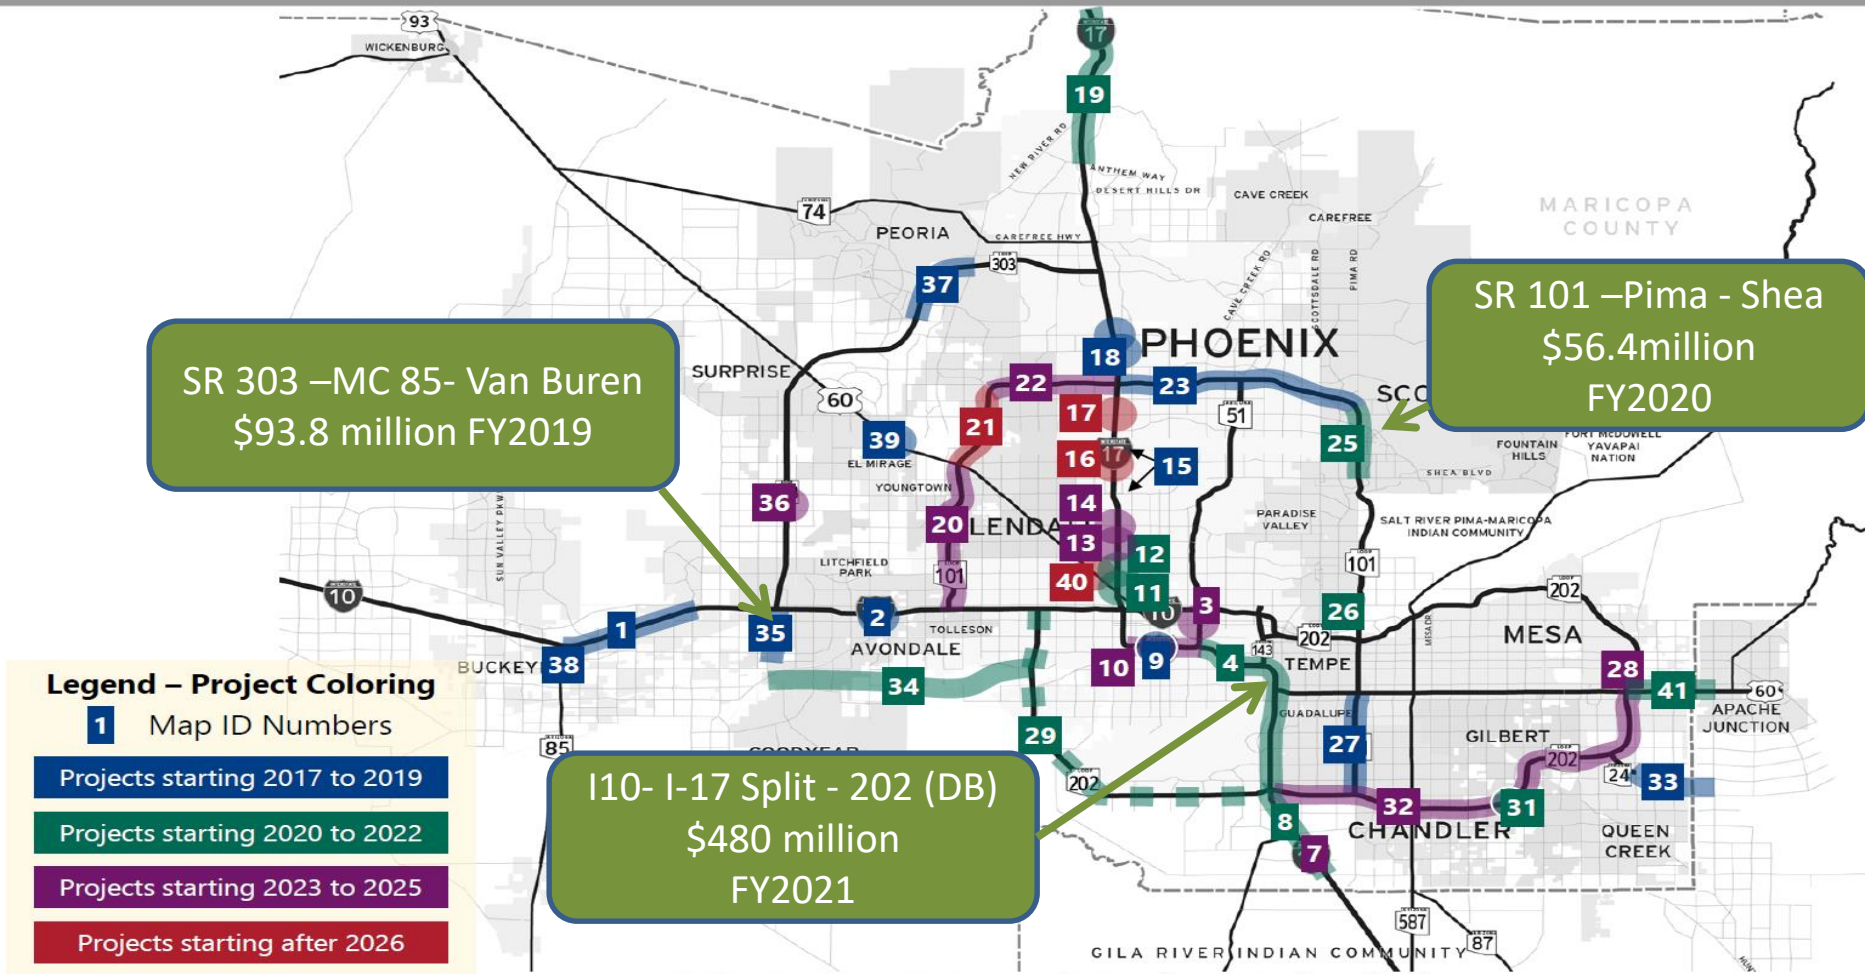 93
WICKENBURG
17
19
NEW RIVER RD
ANTHEM WAY
DESERT HILLS DR
CAVE CREEK
CAREFREE
MARICOPA
COUNTY
74
PEORIA
CAREFREE HWY
303
37
CAVE CREEK RD
SCOTTSDALE RD
PIMA RD
SR 101 –Pima - Shea
$56.4million
FY2020
SR 303 –MC 85- Van Buren
$93.8 million FY2019
SURPRISE
18
PHOENIX
22
23
SCO
60
17
51
21
39
EL MIRAGE
16
17
15
25
FOUNTAIN
HILLS
FORT McDOWELL
YAVAPAI
NATION
SHEA BLVD
YOUNGTOWN
36
14
20
LENDA
13
12
PARADISE
VALLEY
SALT RIVER PIMA-MARICOPA
INDIAN COMMUNITY
SUN VALLEY PKWY
LITCHFIELD
PARK
101
40
11
101
202
10
1
35
2
TOLLESON
10
3
26
202
MESA DR
MESA
BUCKEY
38
AVONDALE
10
9
4
143
TEMPE
28
41
60
APACHE
JUNCTION
34
GUADALUPE
85
GOODYEAR
29
27
GILBERT
202
24
33
202
I10- I-17 Split - 202 (DB)
$480 million
FY2021
8
7
32
31
CHANDLER
QUEEN
CREEK
587
87
GILA RIVER INDIAN COMMUNITY
Legend – Project Coloring
1 Map ID Numbers
Projects starting 2017 to 2019
Projects starting 2020 to 2022
Projects starting 2023 to 2025
Projects starting after 2026